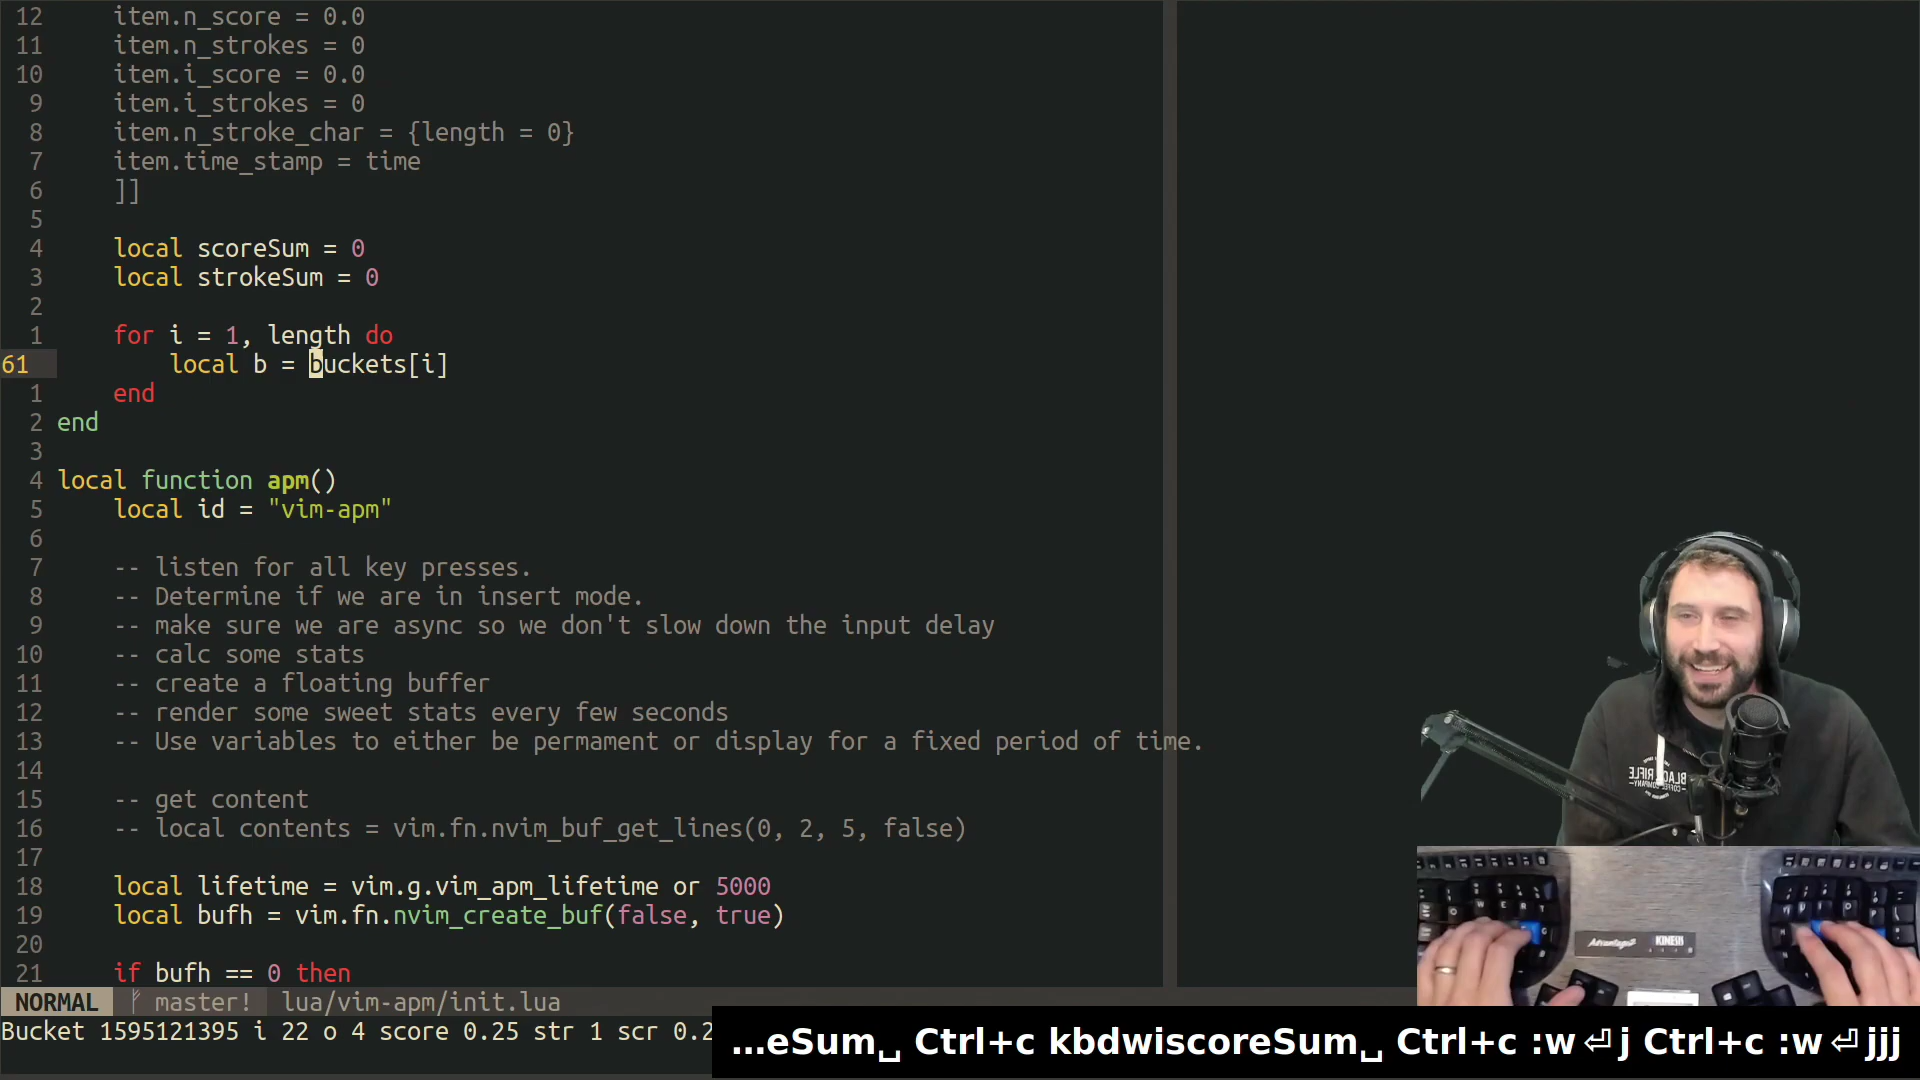 12 item.n_score = 0.0
11 item.n_strokes = 0
10 item.i_score = 0.0
9 item.i_strokes = 0
8 item.n_stroke_char = {length = 0}
7 item.time_stamp = time
6 ]]
5
4 local scoreSum = 0
3 local strokeSum = 0
2
1 for i = 1, length do
61 local b = buckets[i]
1 end
2 end
3
4 local function apm()
5 local id = "vim-apm"
6
7 -- listen for all key presses.
8 -- Determine if we are in insert mode.
9 -- make sure we are async so we don't slow down the input delay
10 -- calc some stats
11 -- create a floating buffer
12 -- render some sweet stats every few seconds
13 -- Use variables to either be permament or display for a fixed period of time.
14
15 -- get content
16 -- local contents = vim.fn.nvim_buf_get_lines(0, 2, 5, false)
17
18 local lifetime = vim.g.vim_apm_lifetime or 5000
19 local bufh = vim.fn.nvim_create_buf(false, true)
20
21 if bufh == 0 then
NORMAL master! lua/vim-apm/init.lua
Bucket 1595121395 i 22 o 4 score 0.25 str 1 scr 0.2
…eSum␣ Ctrl+c kbdwiscoreSum␣ Ctrl+c :w⏎j Ctrl+c :w⏎jjj
BLACK RIFLE
COFFEE COMPANY
Advantage2 KINESIS